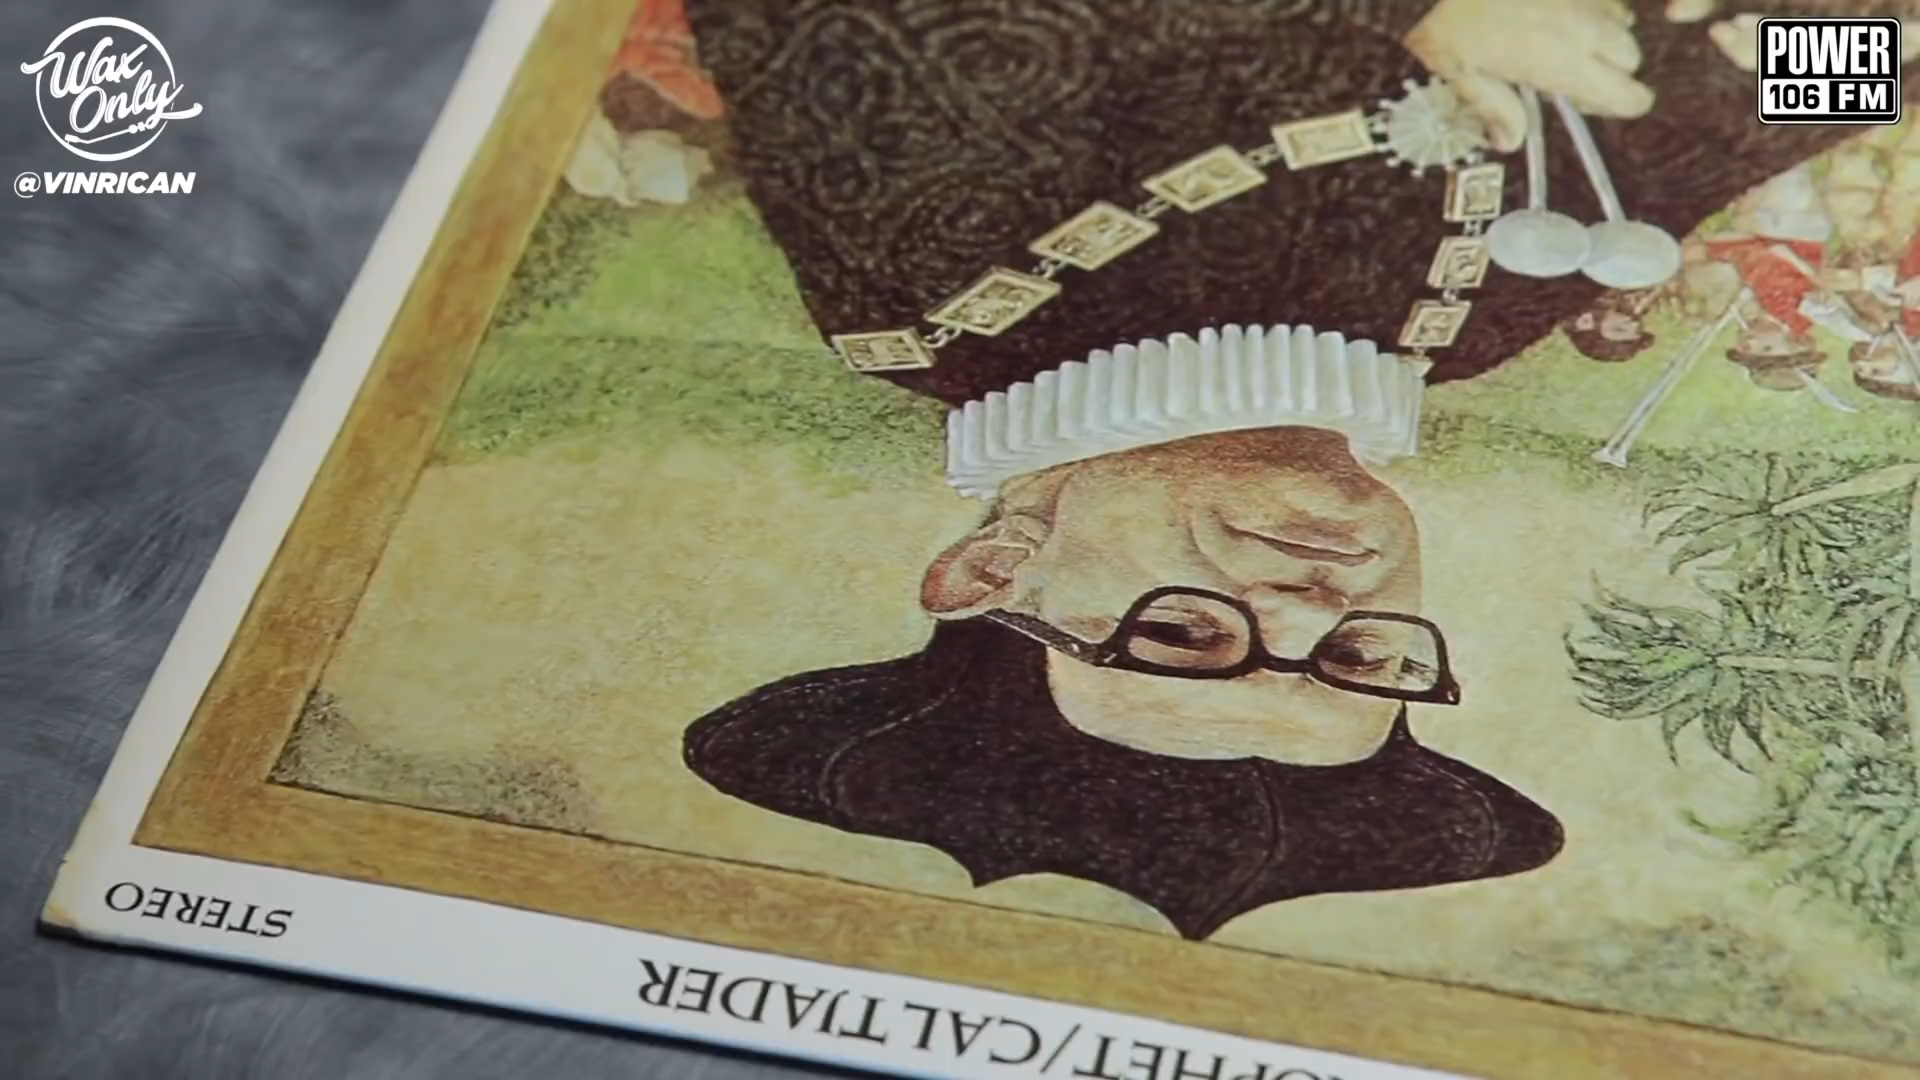 Wax
Only
@VINRICAN
POWER
106 FM
STEREO
OPHET/CAL TJADER